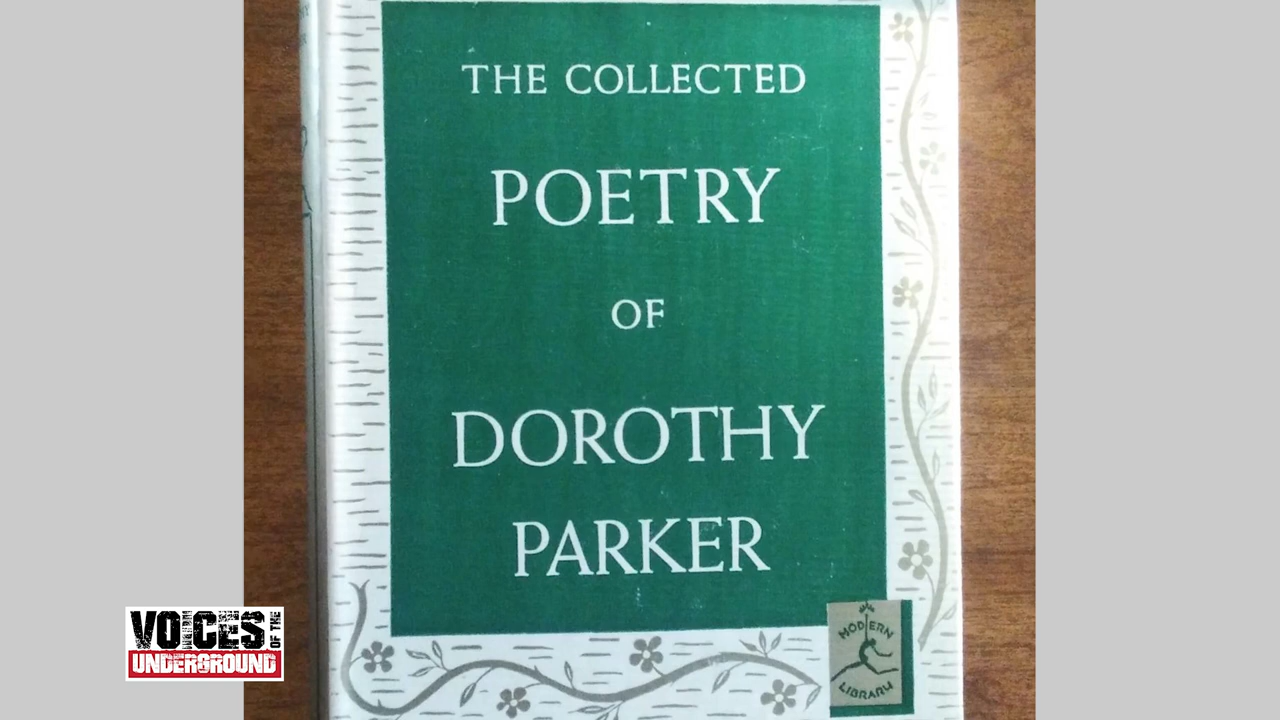 THE COLLECTED
POETRY
OF
DOROTHY
PARKER
MODERN
LIBRARY
VOICES OF THE
UNDERGROUND